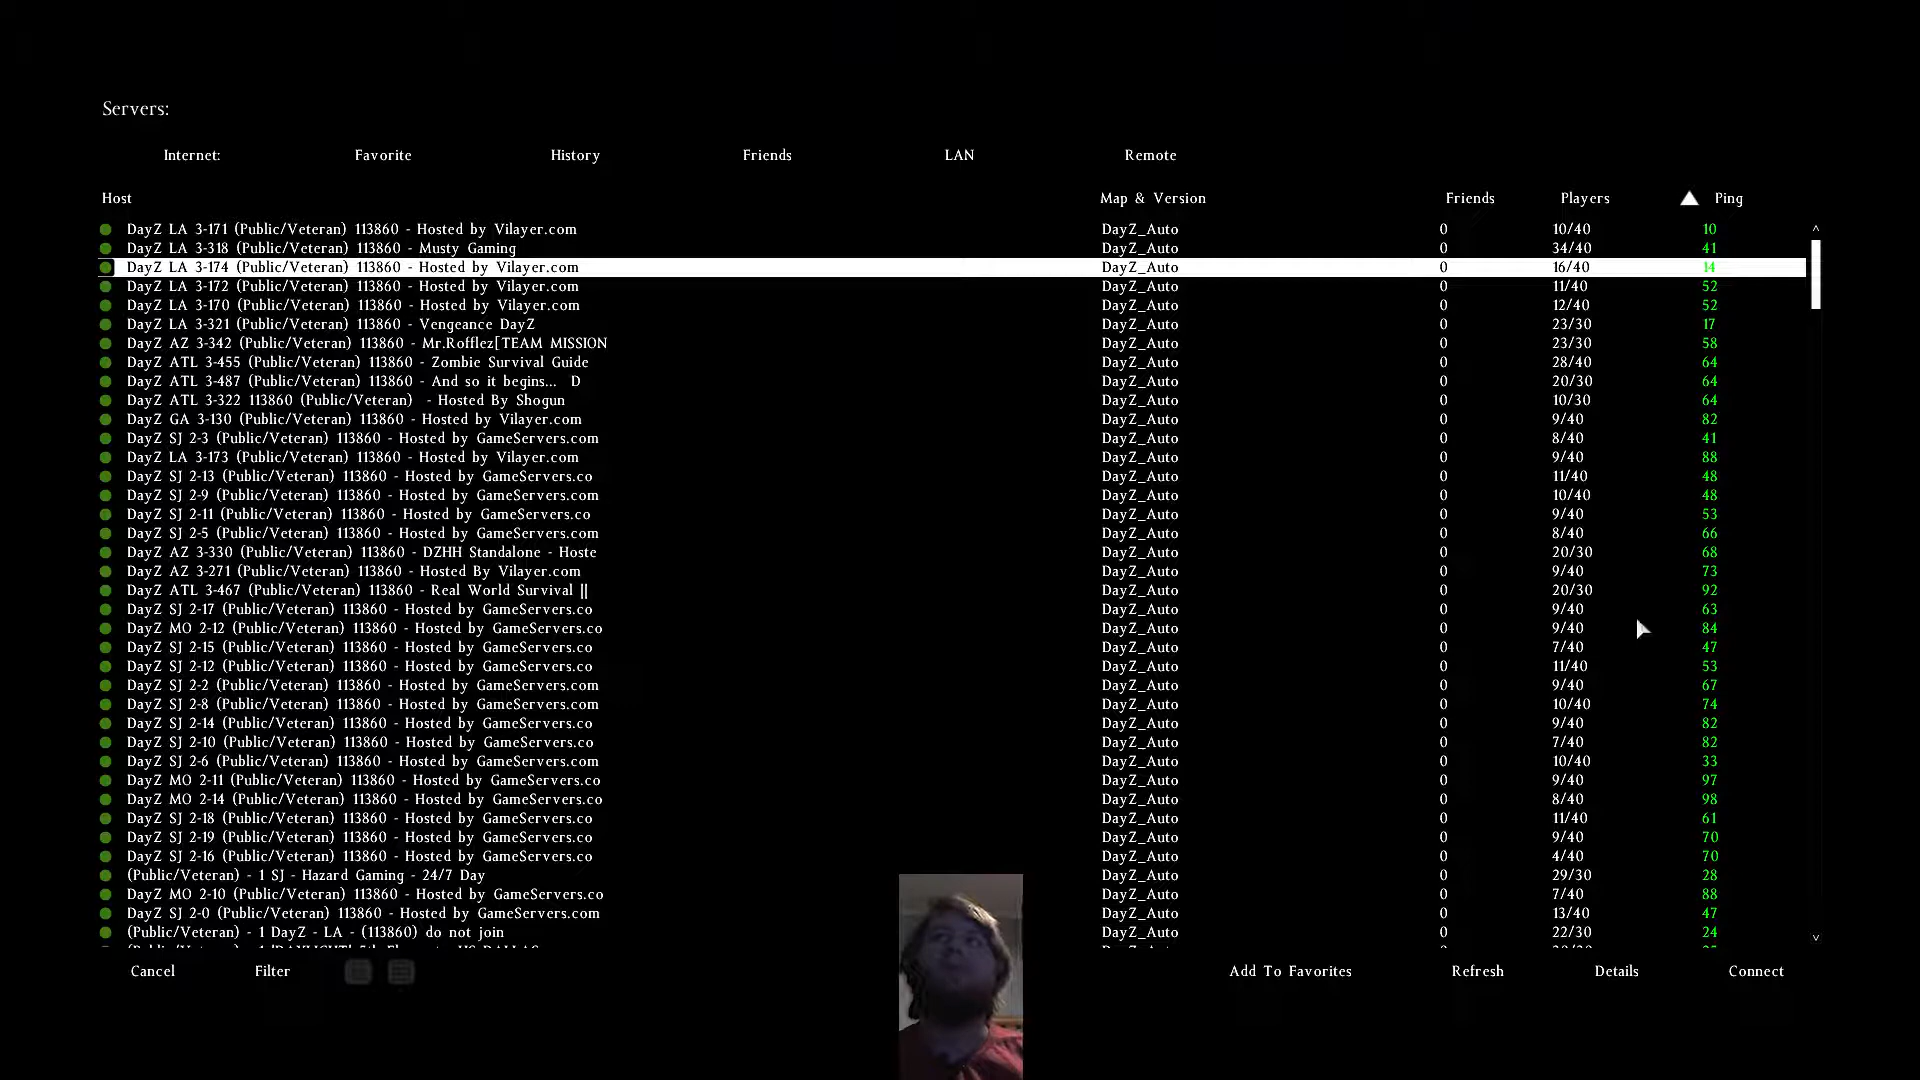 Servers:
Internet: Favorite History Friends LAN Remote
Host Map & Version Friends Players Ping
DayZ LA 3-171 (Public/Veteran) 113860 - Hosted by Vilayer.com DayZ_Auto 0 10/40 10
DayZ LA 3-318 (Public/Veteran) 113860 - Musty Gaming DayZ_Auto 0 34/40 41
DayZ LA 3-174 (Public/Veteran) 113860 - Hosted by Vilayer.com DayZ_Auto 0 16/40 14
DayZ LA 3-172 (Public/Veteran) 113860 - Hosted by Vilayer.com DayZ_Auto 0 11/40 52
DayZ LA 3-170 (Public/Veteran) 113860 - Hosted by Vilayer.com DayZ_Auto 0 12/40 52
DayZ LA 3-321 (Public/Veteran) 113860 - Vengeance DayZ DayZ_Auto 0 23/30 17
DayZ AZ 3-342 (Public/Veteran) 113860 - Mr.Rofflez[TEAM MISSION DayZ_Auto 0 23/30 58
DayZ ATL 3-455 (Public/Veteran) 113860 - Zombie Survival Guide DayZ_Auto 0 28/40 64
DayZ ATL 3-487 (Public/Veteran) 113860 - And so it begins... D DayZ_Auto 0 20/30 64
DayZ ATL 3-322 113860 (Public/Veteran) - Hosted By Shogun DayZ_Auto 0 10/30 64
DayZ GA 3-130 (Public/Veteran) 113860 - Hosted by Vilayer.com DayZ_Auto 0 9/40 82
DayZ SJ 2-3 (Public/Veteran) 113860 - Hosted by GameServers.com DayZ_Auto 0 8/40 41
DayZ LA 3-173 (Public/Veteran) 113860 - Hosted by Vilayer.com DayZ_Auto 0 9/40 88
DayZ SJ 2-13 (Public/Veteran) 113860 - Hosted by GameServers.co DayZ_Auto 0 11/40 48
DayZ SJ 2-9 (Public/Veteran) 113860 - Hosted by GameServers.com DayZ_Auto 0 10/40 48
DayZ SJ 2-11 (Public/Veteran) 113860 - Hosted by GameServers.co DayZ_Auto 0 9/40 53
DayZ SJ 2-5 (Public/Veteran) 113860 - Hosted by GameServers.com DayZ_Auto 0 8/40 66
DayZ AZ 3-330 (Public/Veteran) 113860 - DZHH Standalone - Hoste DayZ_Auto 0 20/30 68
DayZ AZ 3-271 (Public/Veteran) 113860 - Hosted By Vilayer.com DayZ_Auto 0 9/40 73
DayZ ATL 3-467 (Public/Veteran) 113860 - Real World Survival || DayZ_Auto 0 20/30 92
DayZ SJ 2-17 (Public/Veteran) 113860 - Hosted by GameServers.co DayZ_Auto 0 9/40 63
DayZ MO 2-12 (Public/Veteran) 113860 - Hosted by GameServers.co DayZ_Auto 0 9/40 84
DayZ SJ 2-15 (Public/Veteran) 113860 - Hosted by GameServers.co DayZ_Auto 0 7/40 47
DayZ SJ 2-12 (Public/Veteran) 113860 - Hosted by GameServers.co DayZ_Auto 0 11/40 53
DayZ SJ 2-2 (Public/Veteran) 113860 - Hosted by GameServers.com DayZ_Auto 0 9/40 67
DayZ SJ 2-8 (Public/Veteran) 113860 - Hosted by GameServers.com DayZ_Auto 0 10/40 74
DayZ SJ 2-14 (Public/Veteran) 113860 - Hosted by GameServers.co DayZ_Auto 0 9/40 82
DayZ SJ 2-10 (Public/Veteran) 113860 - Hosted by GameServers.co DayZ_Auto 0 7/40 82
DayZ SJ 2-6 (Public/Veteran) 113860 - Hosted by GameServers.com DayZ_Auto 0 10/40 33
DayZ MO 2-11 (Public/Veteran) 113860 - Hosted by GameServers.co DayZ_Auto 0 9/40 97
DayZ MO 2-14 (Public/Veteran) 113860 - Hosted by GameServers.co DayZ_Auto 0 8/40 98
DayZ SJ 2-18 (Public/Veteran) 113860 - Hosted by GameServers.co DayZ_Auto 0 11/40 61
DayZ SJ 2-19 (Public/Veteran) 113860 - Hosted by GameServers.co DayZ_Auto 0 9/40 70
DayZ SJ 2-16 (Public/Veteran) 113860 - Hosted by GameServers.co DayZ_Auto 0 4/40 70
(Public/Veteran) - 1 SJ - Hazard Gaming - 24/7 Day DayZ_Auto 0 29/30 28
DayZ MO 2-10 (Public/Veteran) 113860 - Hosted by GameServers.co DayZ_Auto 0 7/40 88
DayZ SJ 2-0 (Public/Veteran) 113860 - Hosted by GameServers.com DayZ_Auto 0 13/40 47
(Public/Veteran) - 1 DayZ - LA - (113860) do not join DayZ_Auto 0 22/30 24
Cancel Filter Add To Favorites Refresh Details Connect